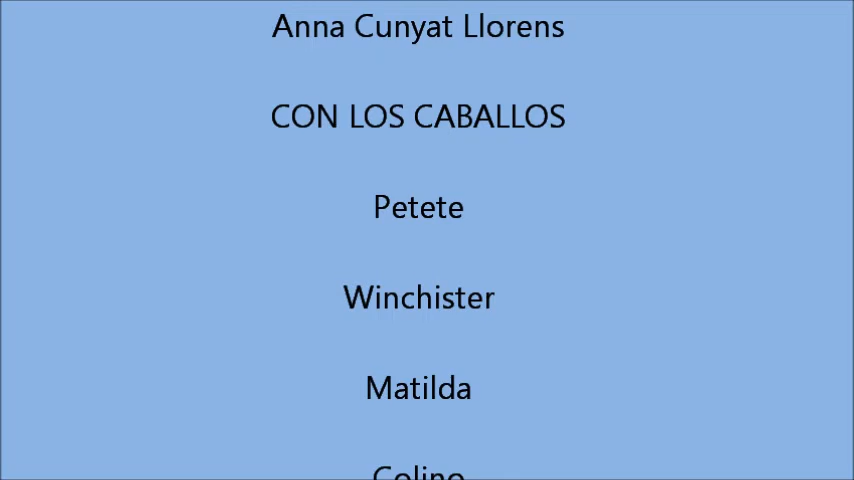 Anna Cunyat Llorens
CON LOS CABALLOS
Petete
Winchister
Matilda